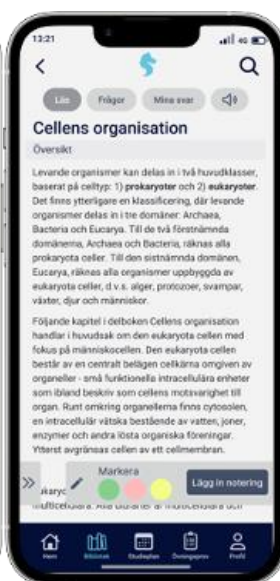 13:21
4G
Läs Frågor Mina svar
Cellens organisation
Översikt
Levande organismer kan delas in i två huvudklasser,
baserat på celltyp: 1) prokaryoter och 2) eukaryoter.
Det finns ytterligare en klassificering, där levande
organismer delas in i tre domäner: Archaea,
Bacteria och Eucarya. Till de två förstnämnda
domänerna, Archaea och Bacteria, räknas alla
prokaryota celler. Till den sistnämnda domänen,
Eucarya, räknas alla organismer uppbyggda av
eukaryota celler, d.v.s. alger, protozoer, svampar,
växter, djur och människor.
Följande kapitel i delboken Cellens organisation
handlar i huvudsak om den eukaryota cellen med
fokus på människocellen. Den eukaryota cellen
består av en centralt belägen cellkärna omgiven av
organeller - små funktionella intracellulära enheter
som ibland beskriv som cellens motsvarighet till
organ. Runt omkring organellerna finns cytosolen,
en intracellulär vätska bestående av vatten, joner,
enzymer och andra lösta organiska föreningar.
Ytterst avgränsas cellen av ett cellmembran.
Markera
Lägg in notering
Hem Bibliotek Studieplan Övningsprov Profil